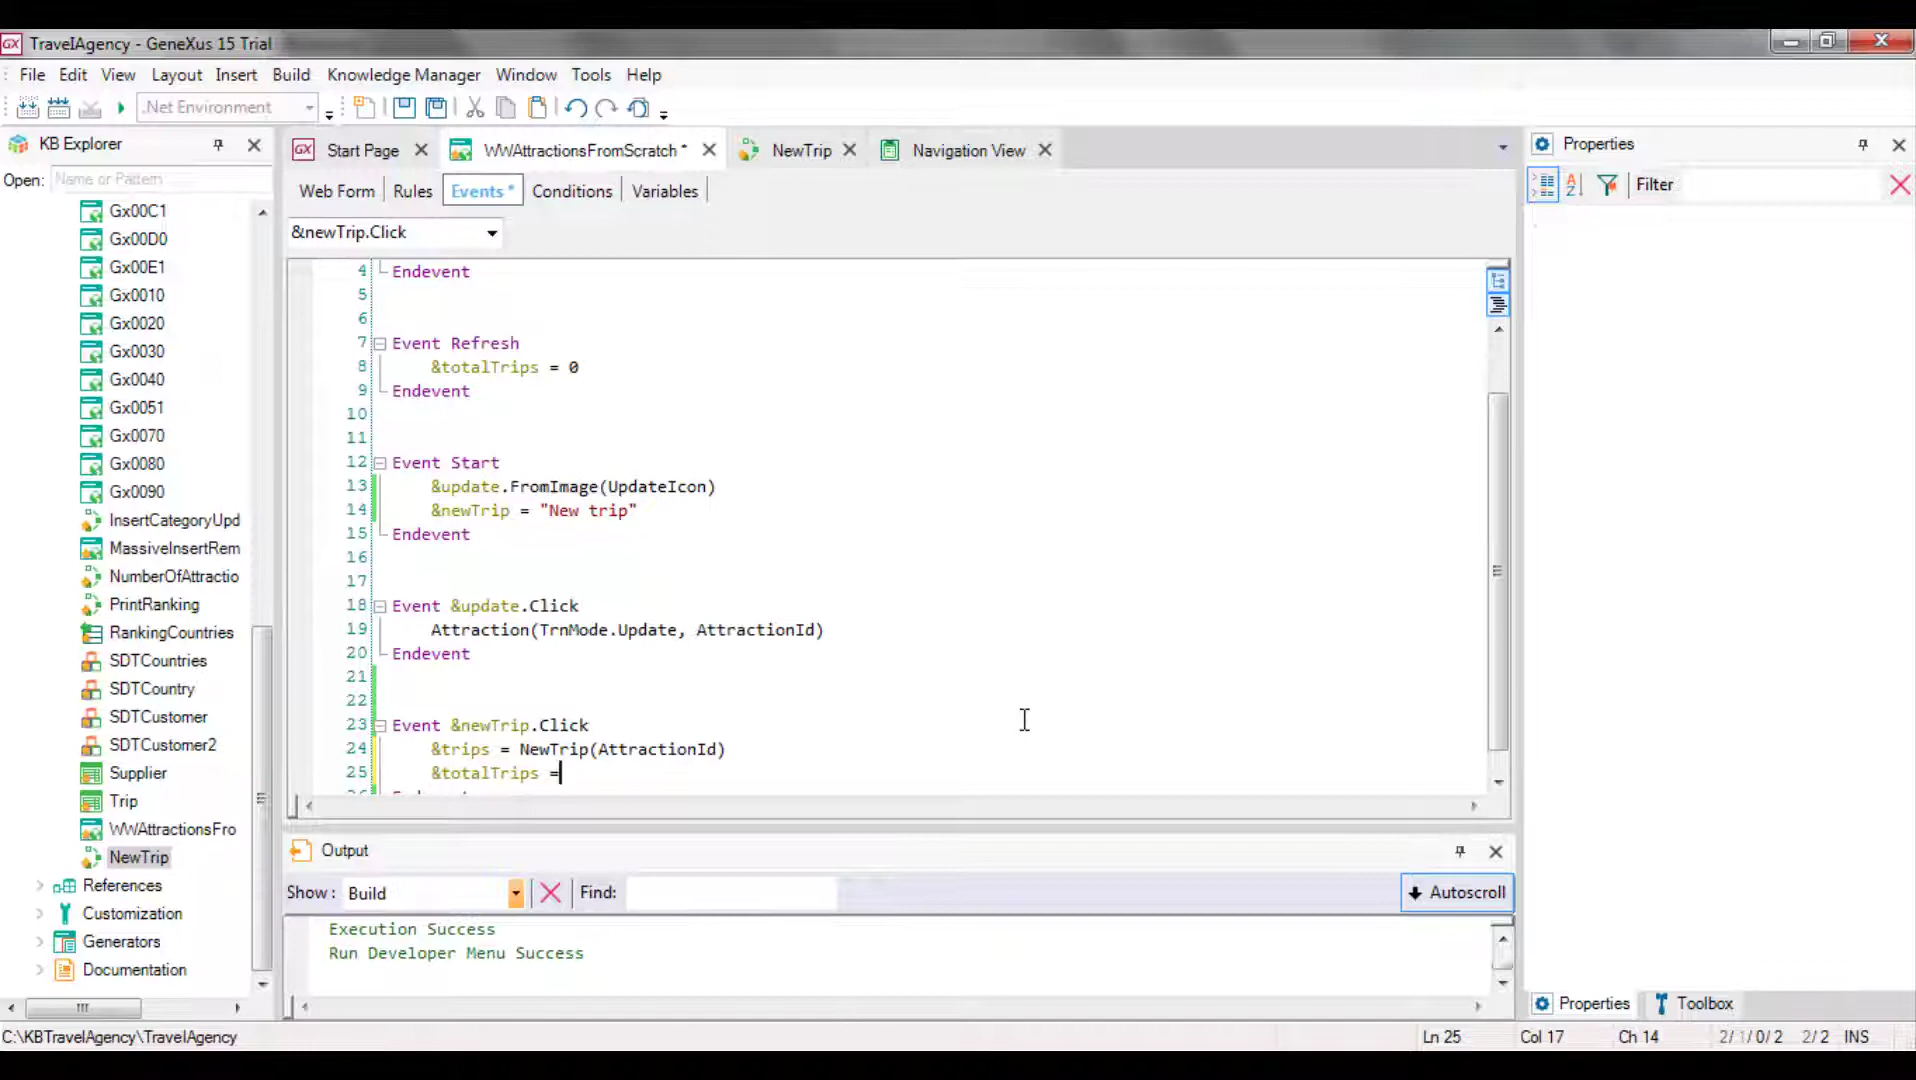 TravelAgency - GeneXus 15 Trial
File Edit View Layout Insert Build Knowledge Manager Window Tools Help
.Net Environment
KB Explorer
Open: Name or Pattern
Gx00C1
Gx00D0
Gx00E1
Gx0010
Gx0020
Gx0030
Gx0040
Gx0051
Gx0070
Gx0080
Gx0090
InsertCategoryUpd
MassiveInsertRem
NumberOfAttractio
PrintRanking
RankingCountries
SDTCountries
SDTCountry
SDTCustomer
SDTCustomer2
Supplier
Trip
WWAttractionsFro
NewTrip
References
Customization
Generators
Documentation
Start Page WWAttractionsFromScratch * NewTrip Navigation View
Web Form Rules Events * Conditions Variables
&newTrip.Click
4 Endevent
5
6
7 Event Refresh
8 &totalTrips = 0
9 Endevent
10
11
12 Event Start
13 &update.FromImage(UpdateIcon)
14 &newTrip = "New trip"
15 Endevent
16
17
18 Event &update.Click
19 Attraction(TrnMode.Update, AttractionId)
20 Endevent
21
22
23 Event &newTrip.Click
24 &trips = NewTrip(AttractionId)
25 &totalTrips =
Output
Show : Build Find: Autoscroll
Execution Success
Run Developer Menu Success
Properties
Filter
Properties Toolbox
C:\KBTravelAgency\TravelAgency Ln 25 Col 17 Ch 14 2/ 1/ 0/ 2 2/ 2 INS